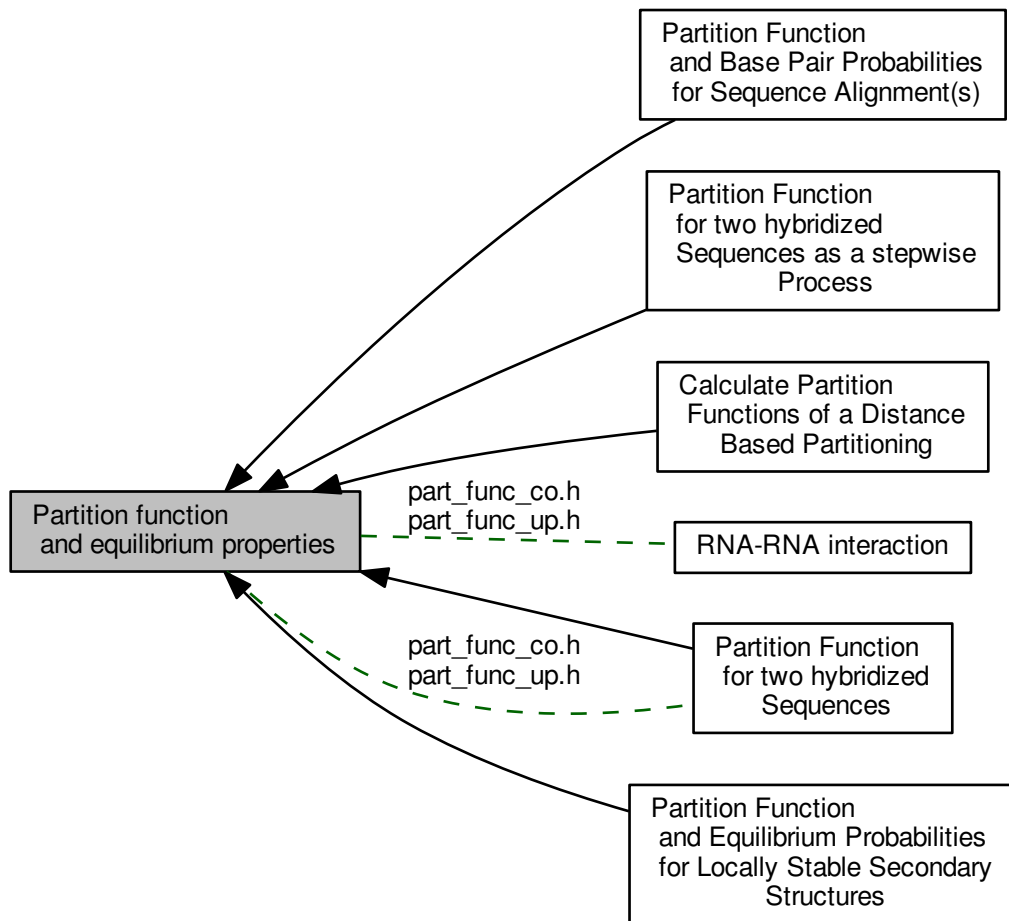 Partition Function
and Base Pair Probabilities
for Sequence Alignment(s)
Partition Function
for two hybridized
Sequences as a stepwise
Process
Calculate Partition
Functions of a Distance
Based Partitioning
Partition function
and equilibrium properties
part_func_co.h
part_func_up.h
RNA-RNA interaction
part_func_co.h
part_func_up.h
Partition Function
for two hybridized
Sequences
Partition Function
and Equilibrium Probabilities
for Locally Stable Secondary
Structures